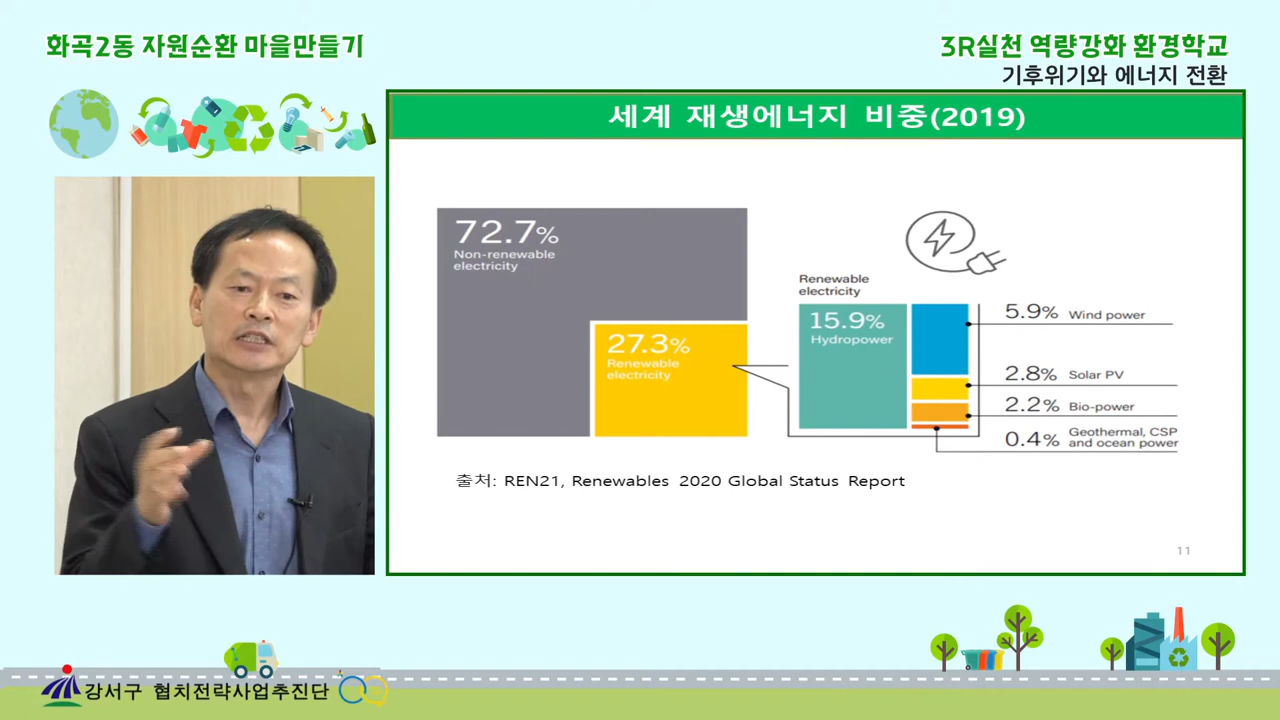 화곡2동 자원순환 마을만들기
3R실천 역량강화 환경학교
기후위기와 에너지 전환
세계 재생에너지 비중(2019)
72.7%
Non-renewable
electricity
27.3%
Renewable
electricity
Renewable
electricity
15.9%
Hydropower
5.9% Wind power
2.8% Solar PV
2.2% Bio-power
0.4% Geothermal, CSP
and ocean power
출처: REN21, Renewables 2020 Global Status Report
11
강서구 협치전략사업추진단